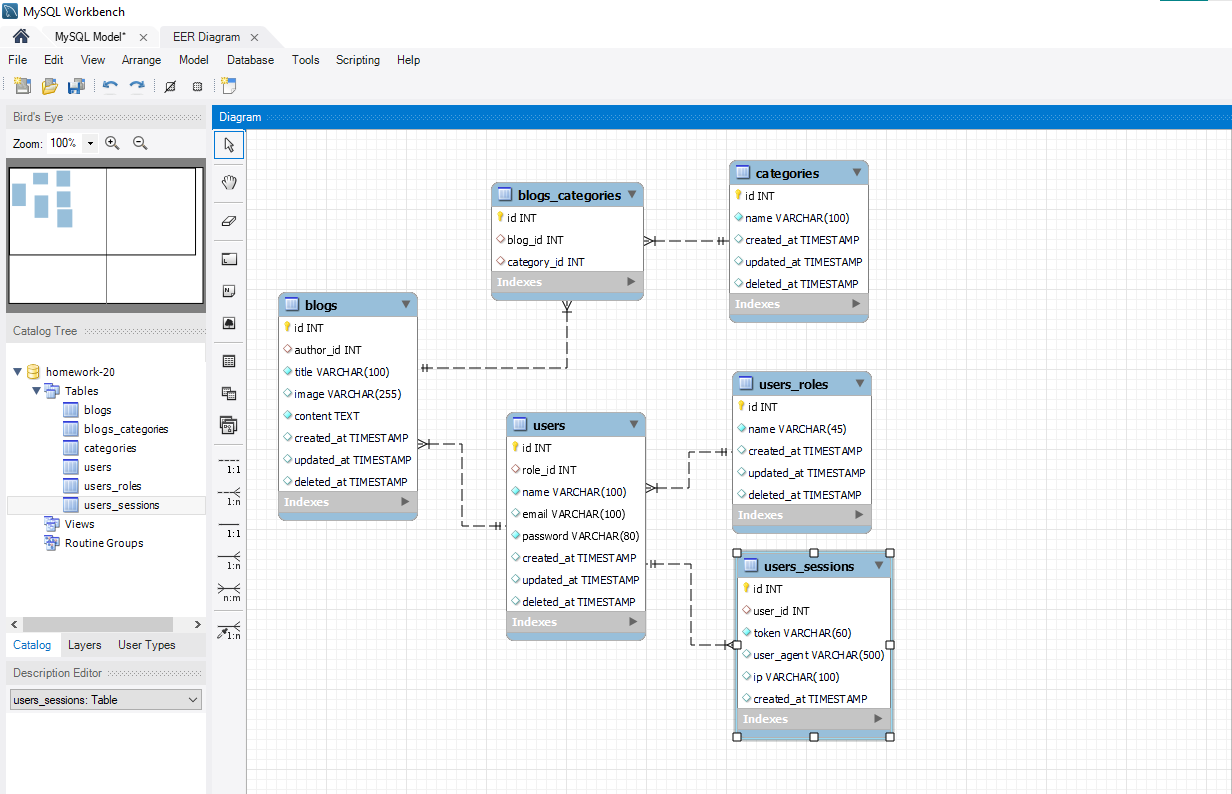 MySQL Workbench
MySQL Model*
EER Diagram
File Edit View Arrange Model Database Tools Scripting Help
Bird's Eye
Zoom: 100%
Catalog Tree
homework-20
Tables
blogs
blogs_categories
categories
users
users_roles
users_sessions
Views
Routine Groups
Catalog Layers User Types
Description Editor
users_sessions: Table
Diagram
1:1
1:n
1:1
1:n
n:m
1:n
blogs_categories
id INT
blog_id INT
category_id INT
Indexes
categories
id INT
name VARCHAR(100)
created_at TIMESTAMP
updated_at TIMESTAMP
deleted_at TIMESTAMP
Indexes
blogs
id INT
author_id INT
title VARCHAR(100)
image VARCHAR(255)
content TEXT
created_at TIMESTAMP
updated_at TIMESTAMP
deleted_at TIMESTAMP
Indexes
users
id INT
role_id INT
name VARCHAR(100)
email VARCHAR(100)
password VARCHAR(80)
created_at TIMESTAMP
updated_at TIMESTAMP
deleted_at TIMESTAMP
Indexes
users_roles
id INT
name VARCHAR(45)
created_at TIMESTAMP
updated_at TIMESTAMP
deleted_at TIMESTAMP
Indexes
users_sessions
id INT
user_id INT
token VARCHAR(60)
user_agent VARCHAR(500)
ip VARCHAR(100)
created_at TIMESTAMP
Indexes